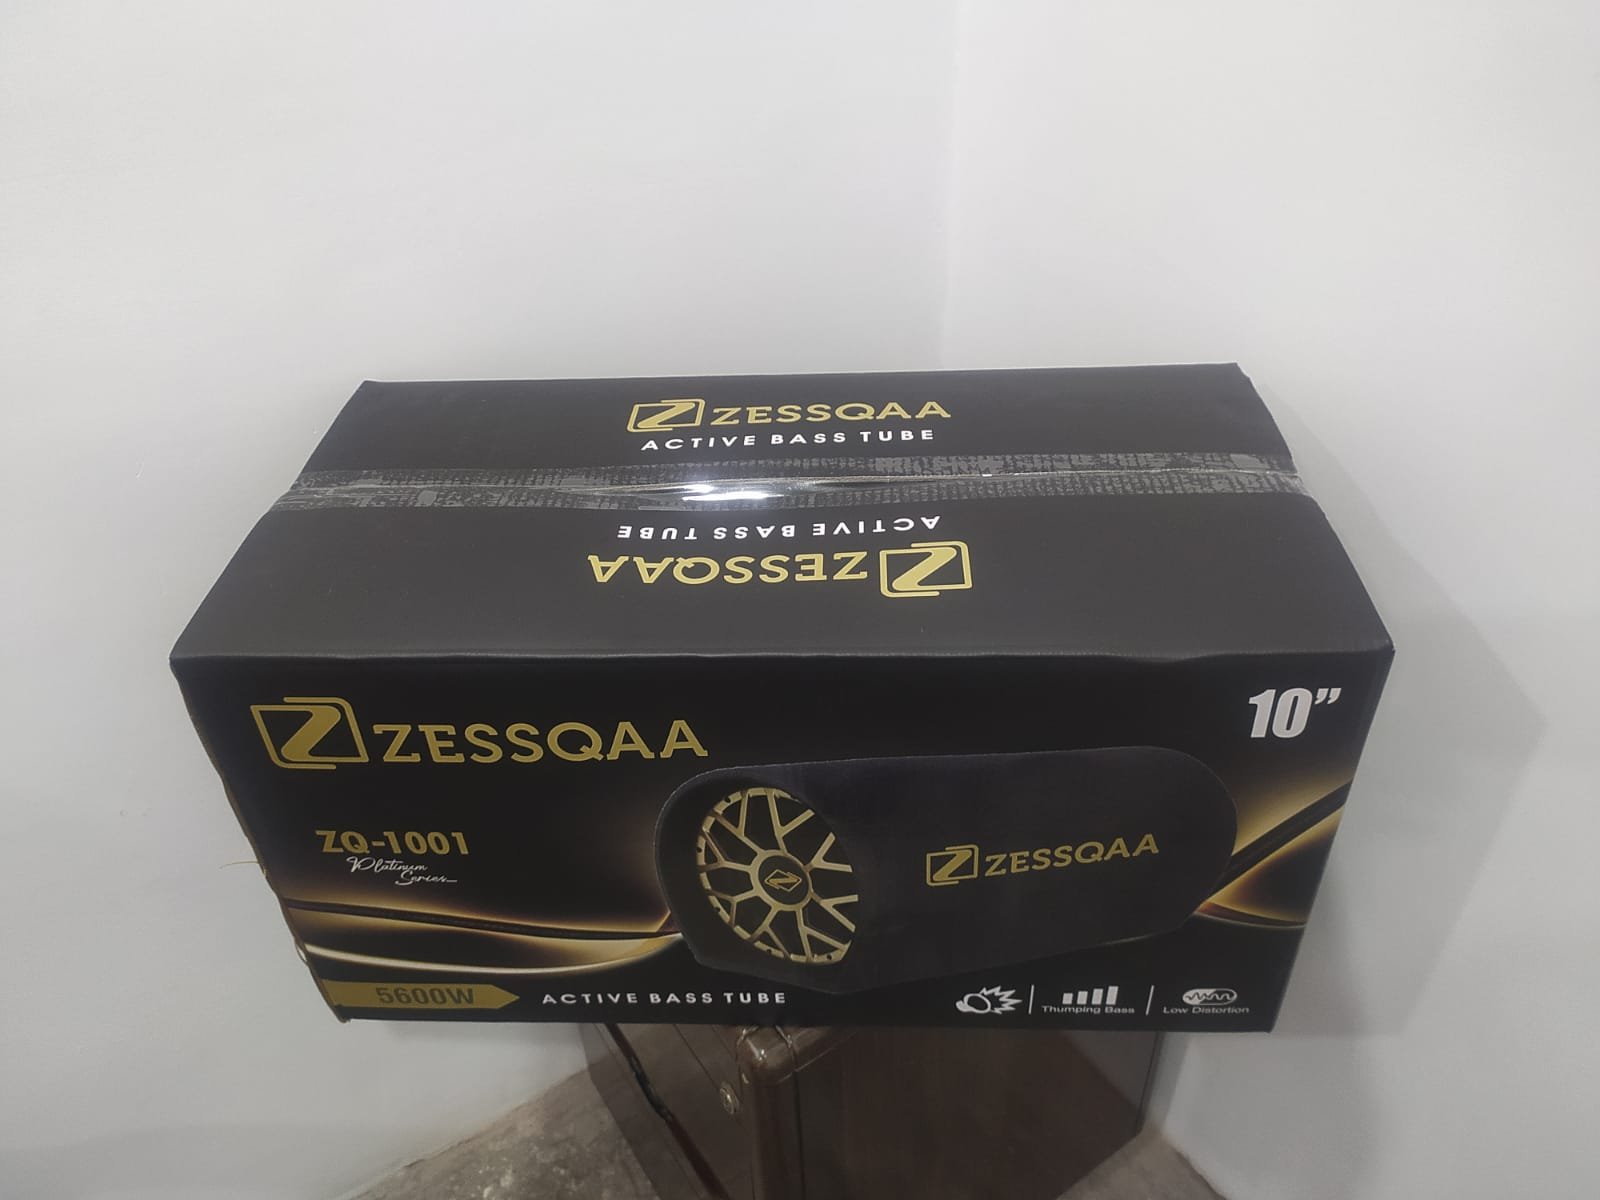 ZESSQAA
ACTIVE BASS TUBE
ACTIVE BASS TUBE
ZESSQAA
ZESSQAA
10”
ZQ-1001
Platinum
Series
ZESSQAA
5600W
ACTIVE BASS TUBE
Thumping Bass
Low Distortion